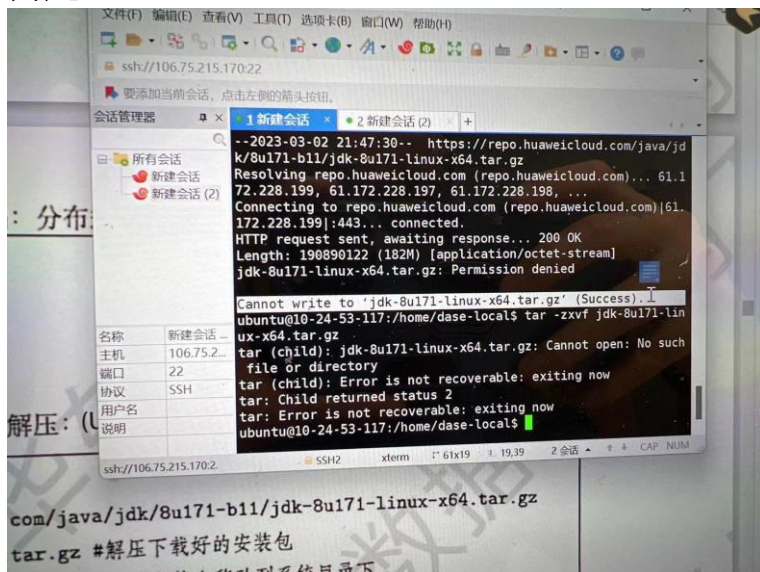 文件(F) 编辑(E) 查看(V) 工具(T) 选项卡(B) 窗口(W) 帮助(H)
ssh://106.75.215.170:22
要添加当前会话，点击左侧的箭头按钮。
会话管理器
1 新建会话 × 2 新建会话 (2) × +
所有会话
新建会话
新建会话 (2)
--2023-03-02 21:47:30-- https://repo.huaweicloud.com/java/jd
k/8u171-b11/jdk-8u171-linux-x64.tar.gz
Resolving repo.huaweicloud.com (repo.huaweicloud.com)... 61.1
72.228.199, 61.172.228.197, 61.172.228.198, ...
Connecting to repo.huaweicloud.com (repo.huaweicloud.com)|61.
172.228.199|:443... connected.
HTTP request sent, awaiting response... 200 OK
Length: 190890122 (182M) [application/octet-stream]
jdk-8u171-linux-x64.tar.gz: Permission denied
Cannot write to ‘jdk-8u171-linux-x64.tar.gz’ (Success).
ubuntu@10-24-53-117:/home/dase-local$ tar -zxvf jdk-8u171-lin
ux-x64.tar.gz
tar (child): jdk-8u171-linux-x64.tar.gz: Cannot open: No such
file or directory
tar (child): Error is not recoverable: exiting now
tar: Child returned status 2
tar: Error is not recoverable: exiting now
ubuntu@10-24-53-117:/home/dase-local$
名称 新建会话
主机 106.75.2...
端口 22
协议 SSH
用户名
说明
ssh://106.75.215.170:2. SSH2 xterm 61x19 19,39 2 会话 CAP NUM
：分布
解压：(U
com/java/jdk/8u171-b11/jdk-8u171-linux-x64.tar.gz
tar.gz #解压下载好的安装包